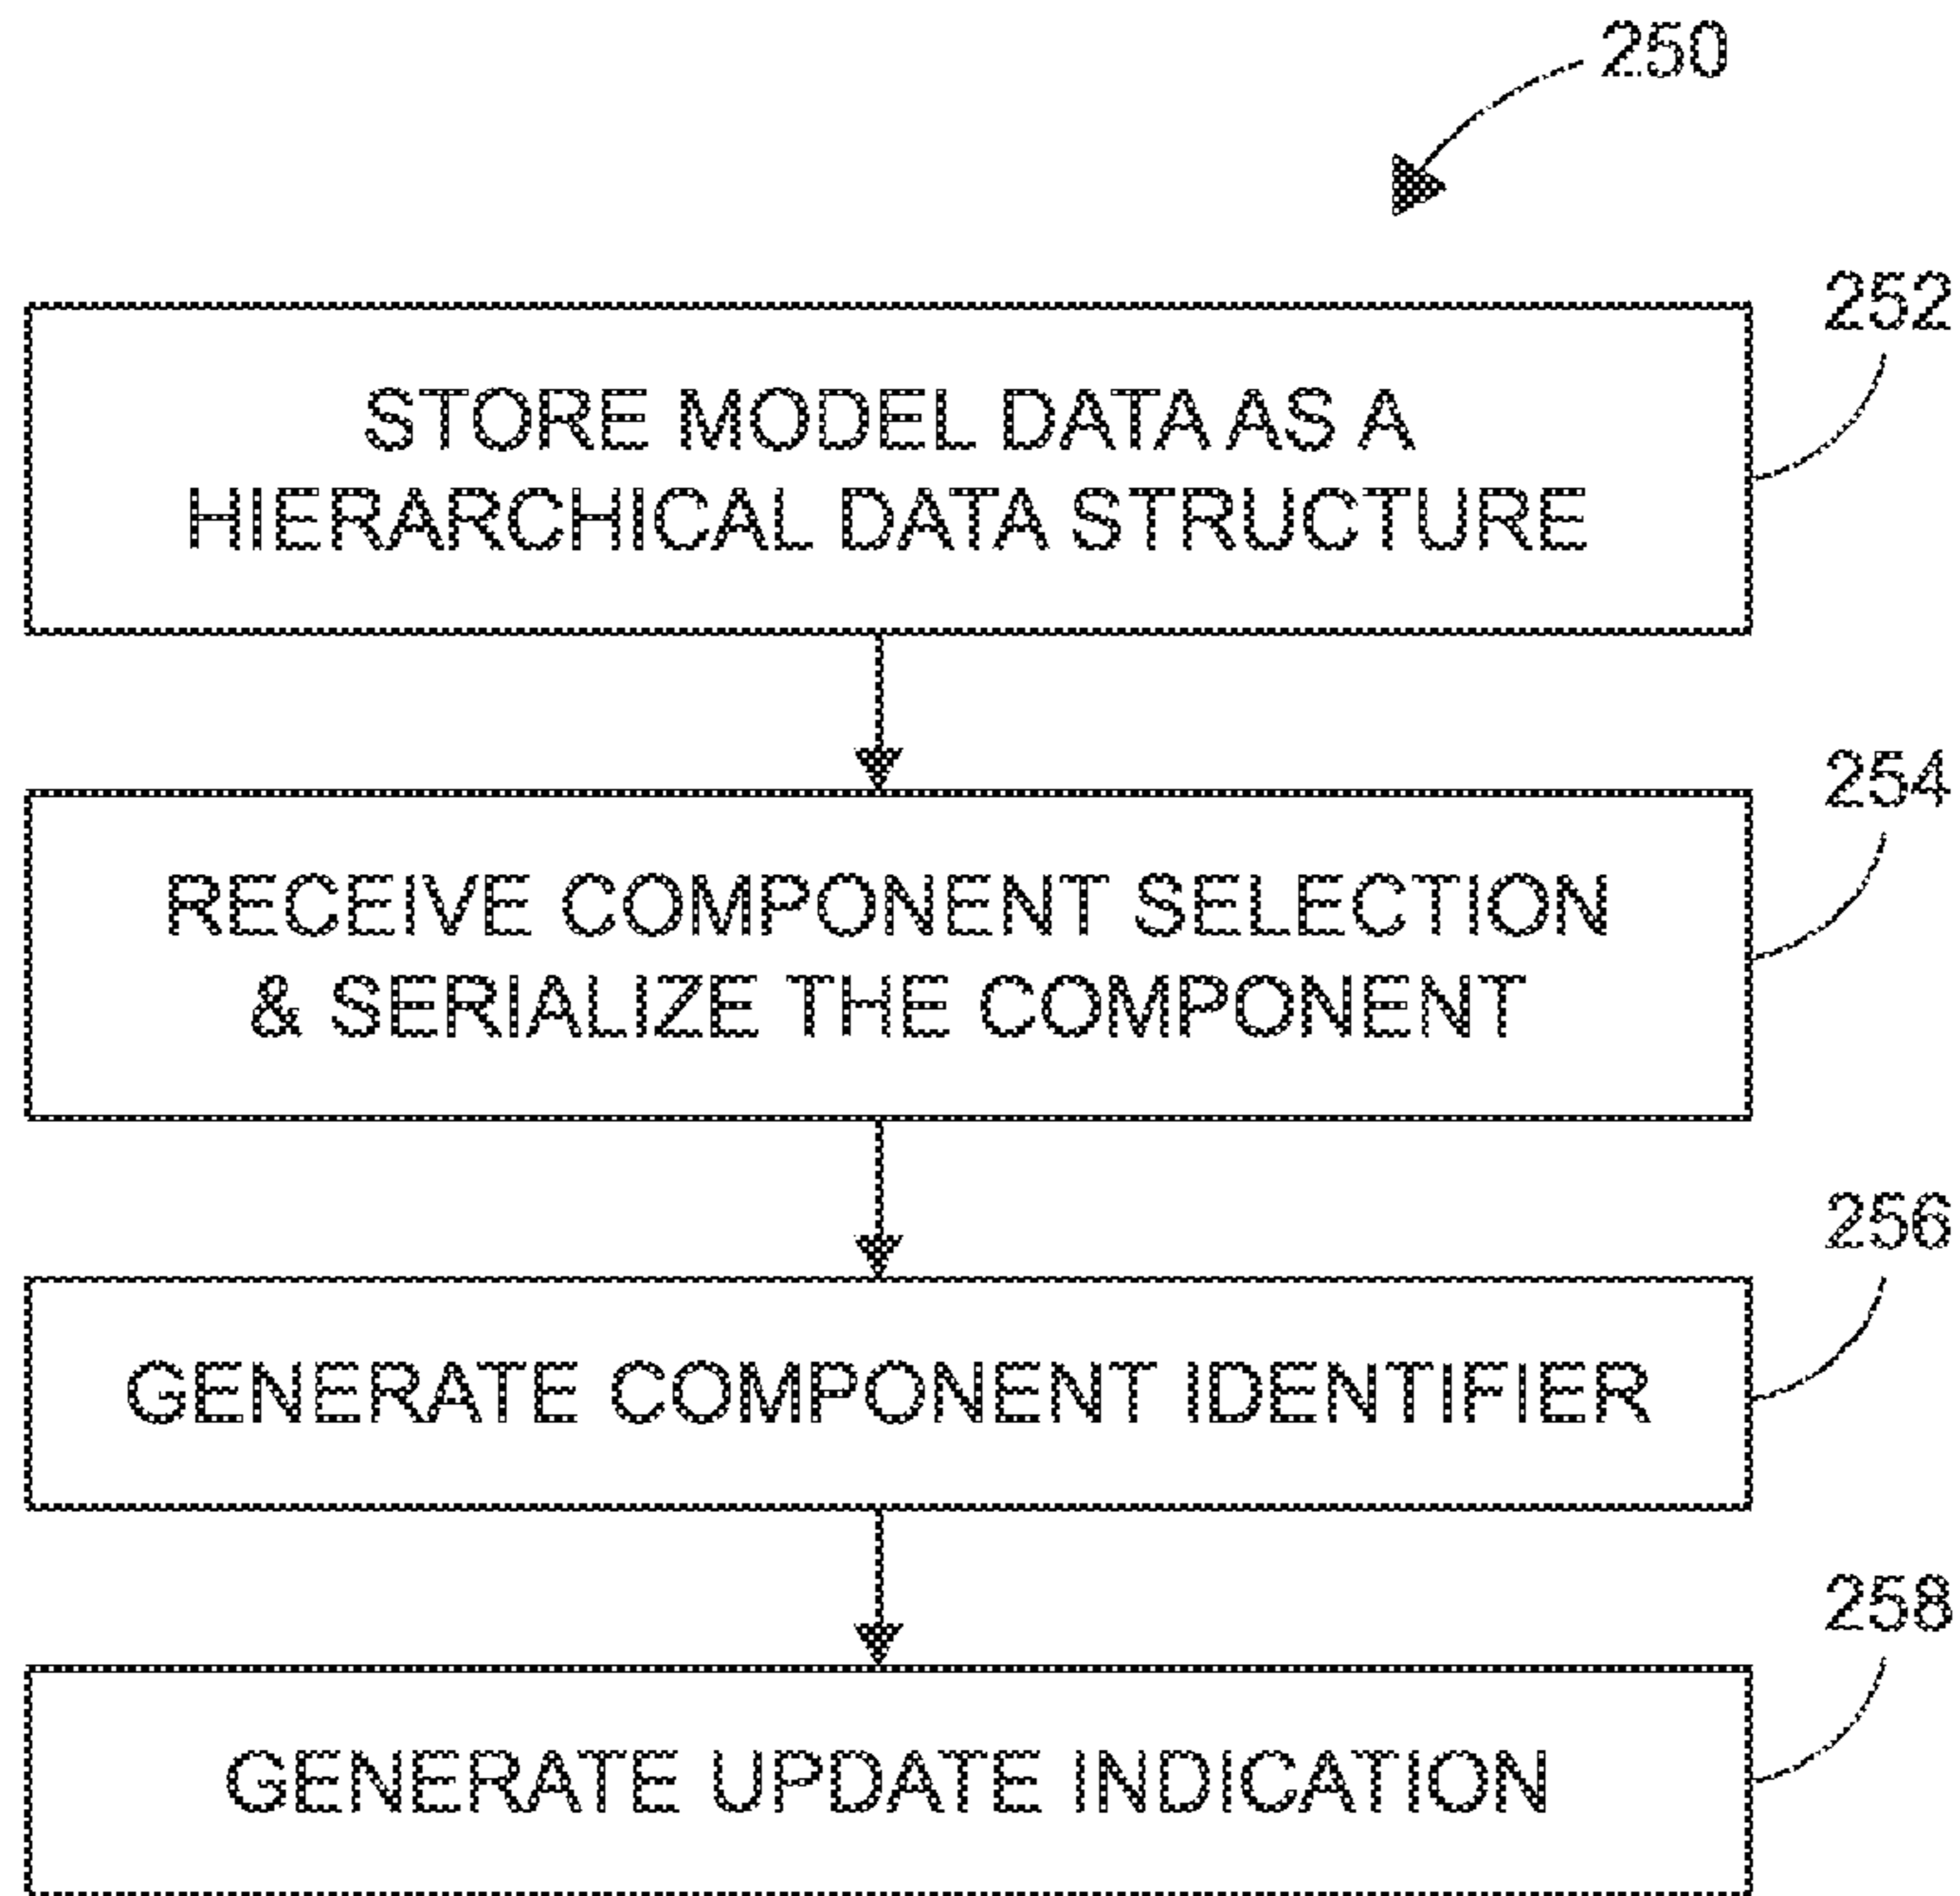 250
252
STORE MODEL DATA AS A
HIERARCHICAL DATA STRUCTURE
254
RECEIVE COMPONENT SELECTION
& SERIALIZE THE COMPONENT
256
GENERATE COMPONENT IDENTIFIER
258
GENERATE UPDATE INDICATION